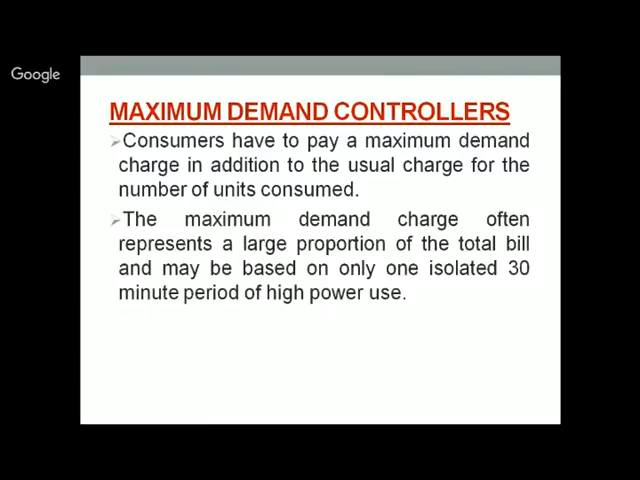 Google
MAXIMUM DEMAND CONTROLLERS
➢Consumers have to pay a maximum demand
charge in addition to the usual charge for the
number of units consumed.
➢The maximum demand charge often
represents a large proportion of the total bill
and may be based on only one isolated 30
minute period of high power use.